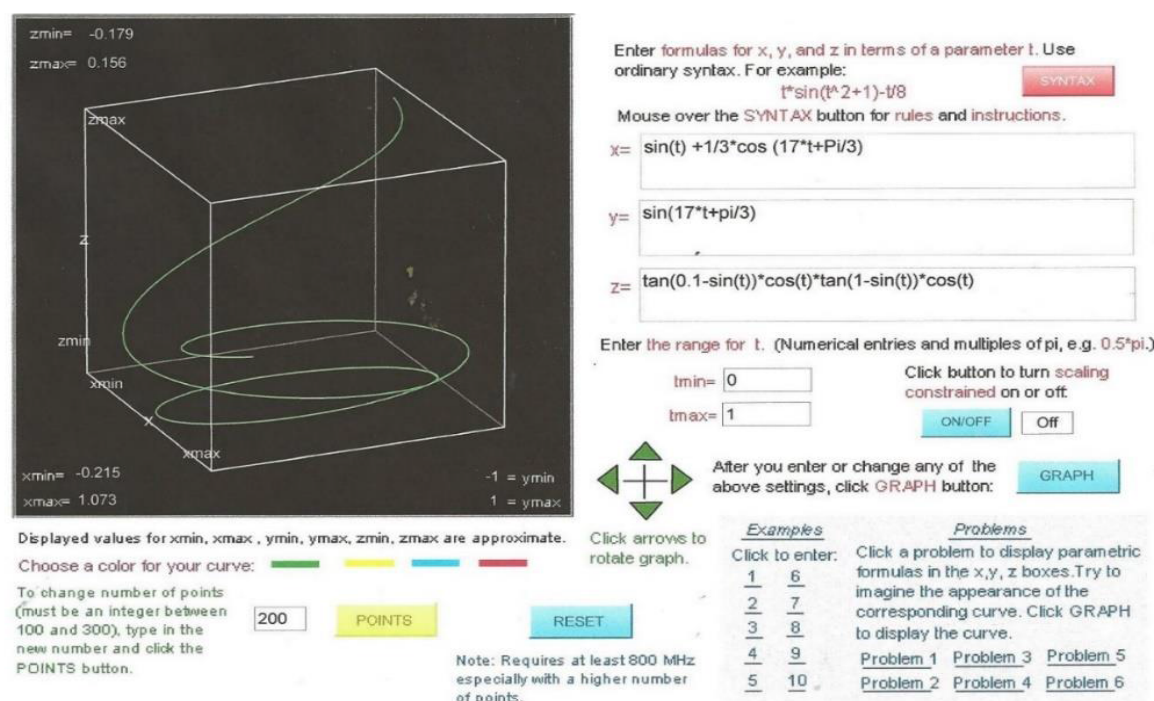 zmin= -0.179
zmax= 0.156
zmax
z
zmin
xmin
x
xmax
xmin= -0.215
xmax= 1.073
-1 = ymin
1 = ymax
Enter formulas for x, y, and z in terms of a parameter t. Use
ordinary syntax. For example:
t*sin(t^2+1)-t/8
SYNTAX
Mouse over the SYNTAX button for rules and instructions.
x= sin(t) +1/3*cos (17*t+Pi/3)
y= sin(17*t+pi/3)
z= tan(0.1-sin(t))*cos(t)*tan(1-sin(t))*cos(t)
Enter the range for t. (Numerical entries and multiples of pi, e.g. 0.5*pi.)
tmin= 0
tmax= 1
Click button to turn scaling
constrained on or off:
ON/OFF Off
After you enter or change any of the
above settings, click GRAPH button:
GRAPH
Click arrows to
rotate graph.
Displayed values for xmin, xmax , ymin, ymax, zmin, zmax are approximate.
Choose a color for your curve:
To change number of points
(must be an integer between
100 and 300), type in the
new number and click the
POINTS button.
200
POINTS
RESET
Note: Requires at least 800 MHz
especially with a higher number
of points.
Examples
Click to enter:
1 6
2 7
3 8
4 9
5 10
Problems
Click a problem to display parametric
formulas in the x,y, z boxes.Try to
imagine the appearance of the
corresponding curve. Click GRAPH
to display the curve.
Problem 1 Problem 3 Problem 5
Problem 2 Problem 4 Problem 6